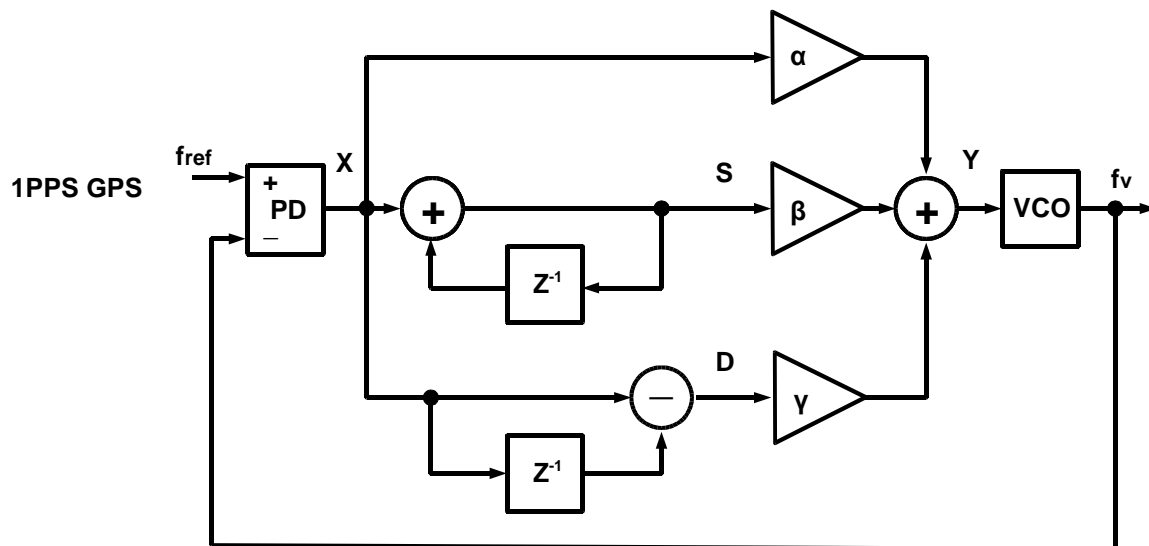 α
fref
X
1PPS GPS
+
PD
−
+
S
β
+
Y
VCO
fv
Z-1
D
−
γ
Z-1